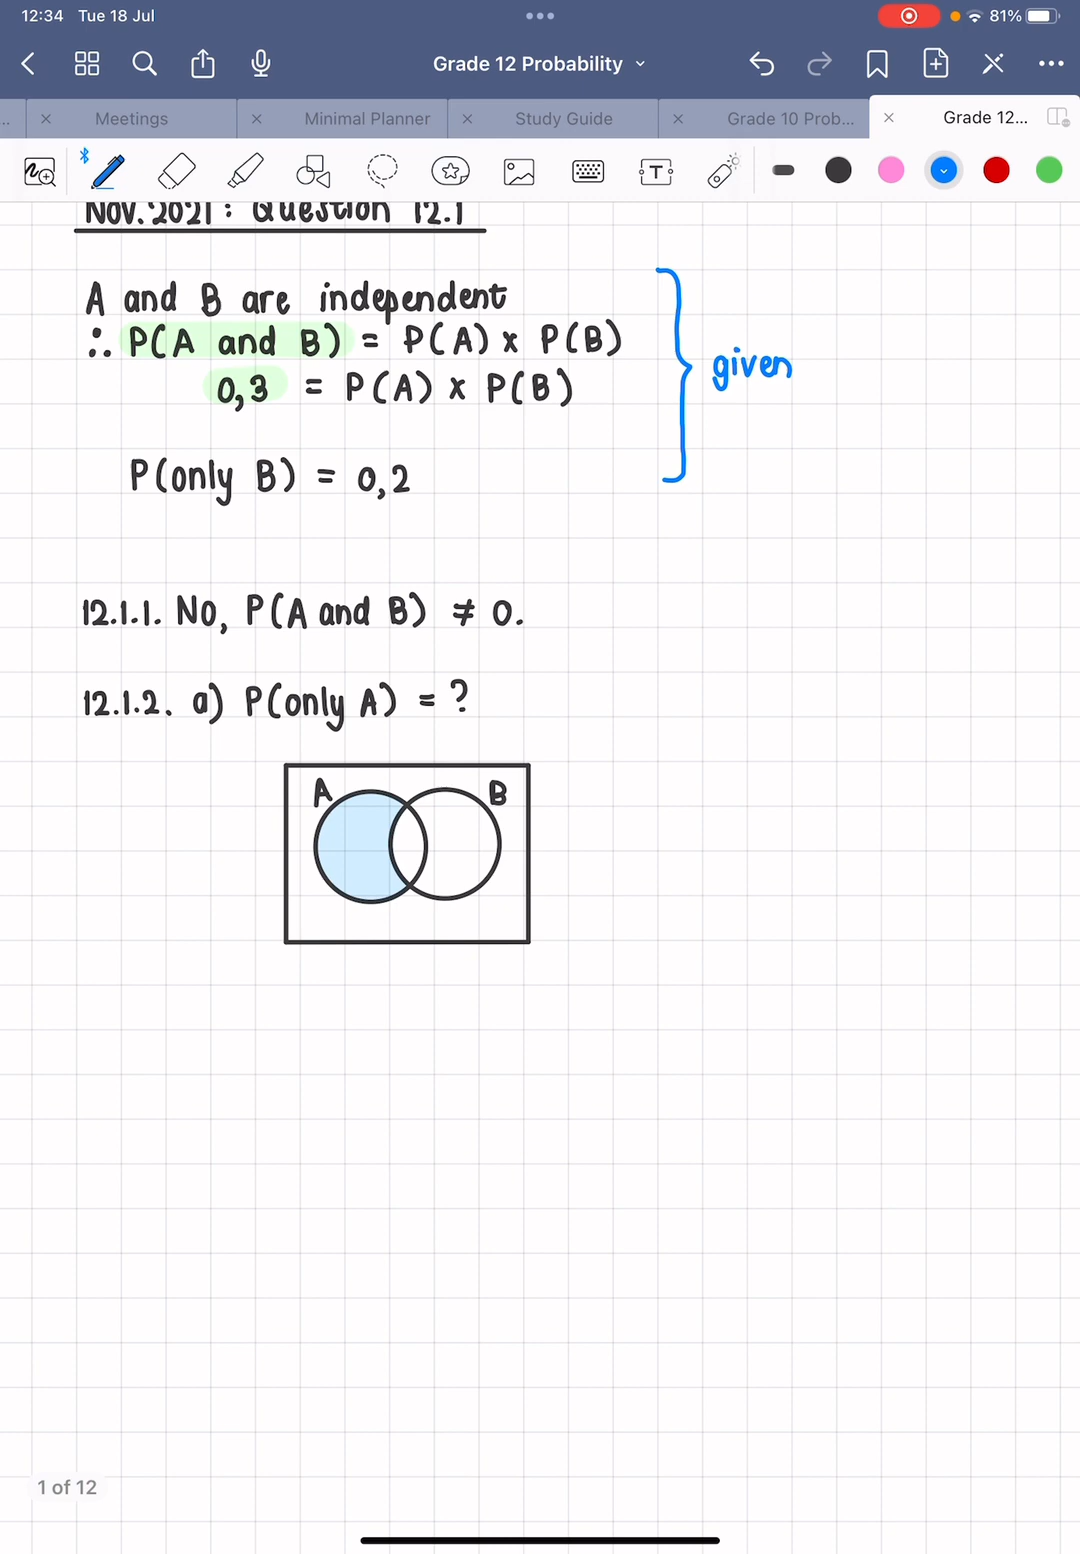 12:34 Tue 18 Jul
81%
Grade 12 Probability
Meetings
Minimal Planner
Study Guide
Grade 10 Prob...
Grade 12...
T
Nov. 2021 : Question 12.1
A and B are independent
∴ P(A and B) = P(A) x P(B)
0,3 = P(A) x P(B)
given
P(only B) = 0,2
12.1.1. No, P(A and B) ≠ 0.
12.1.2. a) P(only A) = ?
A B
1 of 12